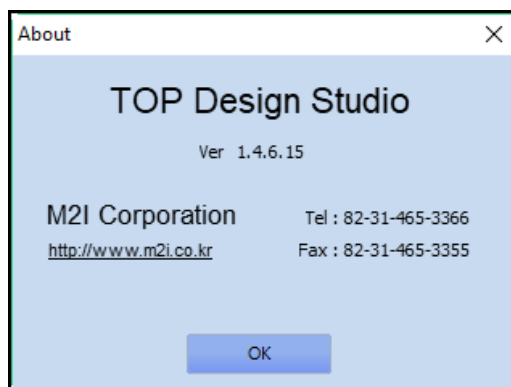 About
TOP Design Studio
Ver 1.4.6.15
M2I Corporation
Tel : 82-31-465-3366
http://www.m2i.co.kr
Fax : 82-31-465-3355
OK